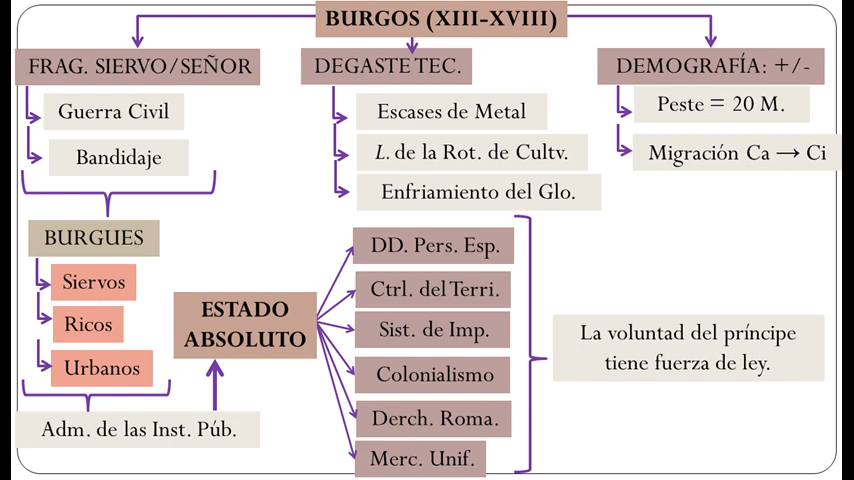 BURGOS (XIII-XVIII)
FRAG. SIERVO/SEÑOR
Guerra Civil
Bandidaje
BURGUES
Siervos
Ricos
Urbanos
Adm. de las Inst. Púb.
DEGASTE TEC.
Escases de Metal
L. de la Rot. de Cultv.
Enfriamiento del Glo.
DEMOGRAFÍA: +/-
Peste = 20 M.
Migración Ca → Ci
ESTADO
ABSOLUTO
DD. Pers. Esp.
Ctrl. del Terri.
Sist. de Imp.
Colonialismo
Derch. Roma.
Merc. Unif.
La voluntad del príncipe
tiene fuerza de ley.